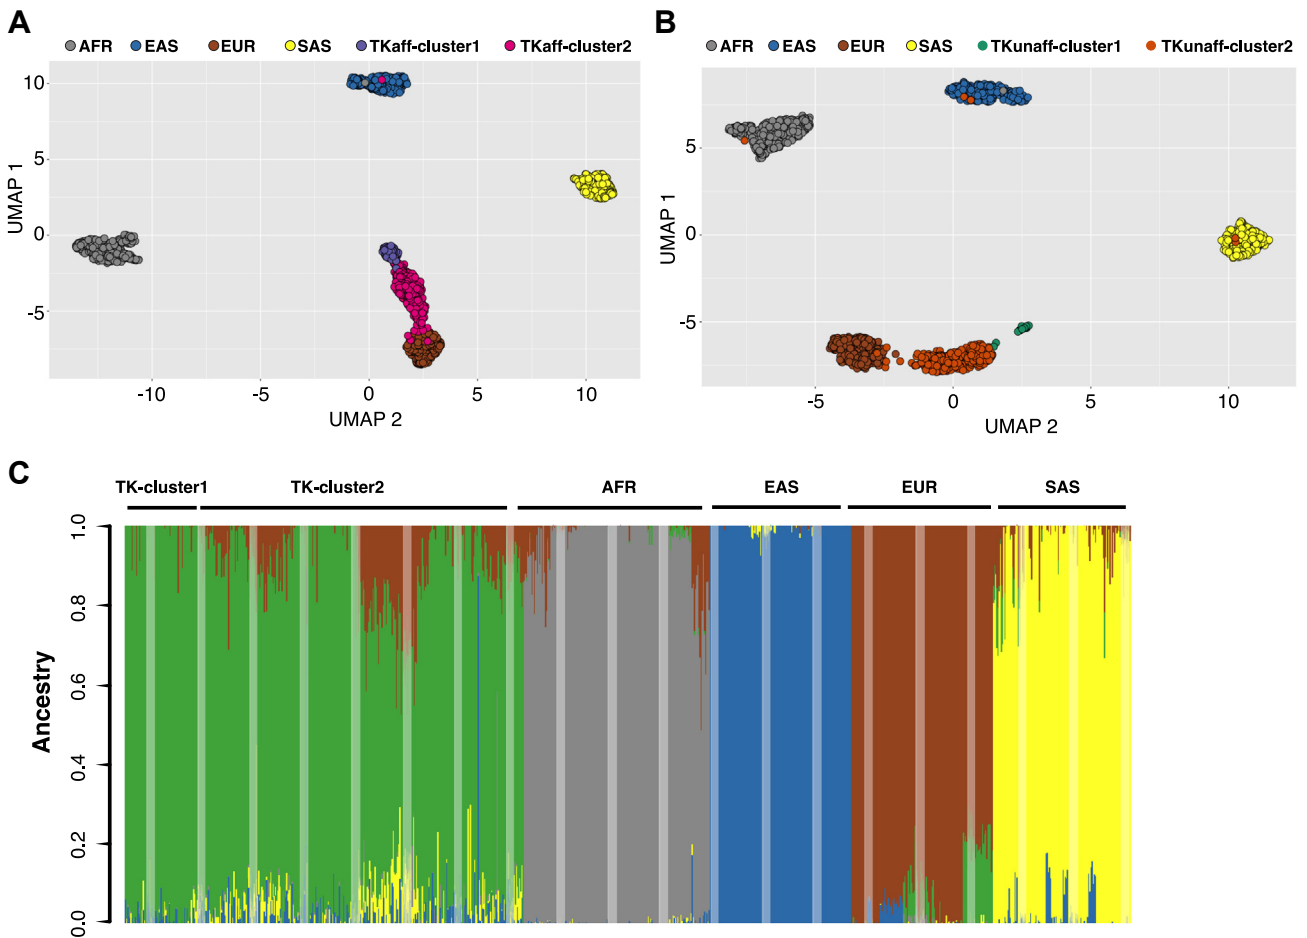 A
AFR EAS EUR SAS TKaff-cluster1 TKaff-cluster2
10
5
0
-5
UMAP 1
-10 -5 0 5 10
UMAP 2
B
AFR EAS EUR SAS TKunaff-cluster1 TKunaff-cluster2
5
0
-5
UMAP 1
-5 0 5 10
UMAP 2
C
TK-cluster1 TK-cluster2 AFR EAS EUR SAS
1.0
0.8
0.6
0.4
0.2
0.0
Ancestry